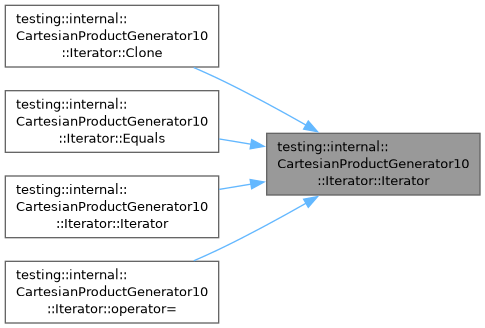 testing::internal::
CartesianProductGenerator10
::Iterator::Clone
testing::internal::
CartesianProductGenerator10
::Iterator::Equals
testing::internal::
CartesianProductGenerator10
::Iterator::Iterator
testing::internal::
CartesianProductGenerator10
::Iterator::operator=
testing::internal::
CartesianProductGenerator10
::Iterator::Iterator